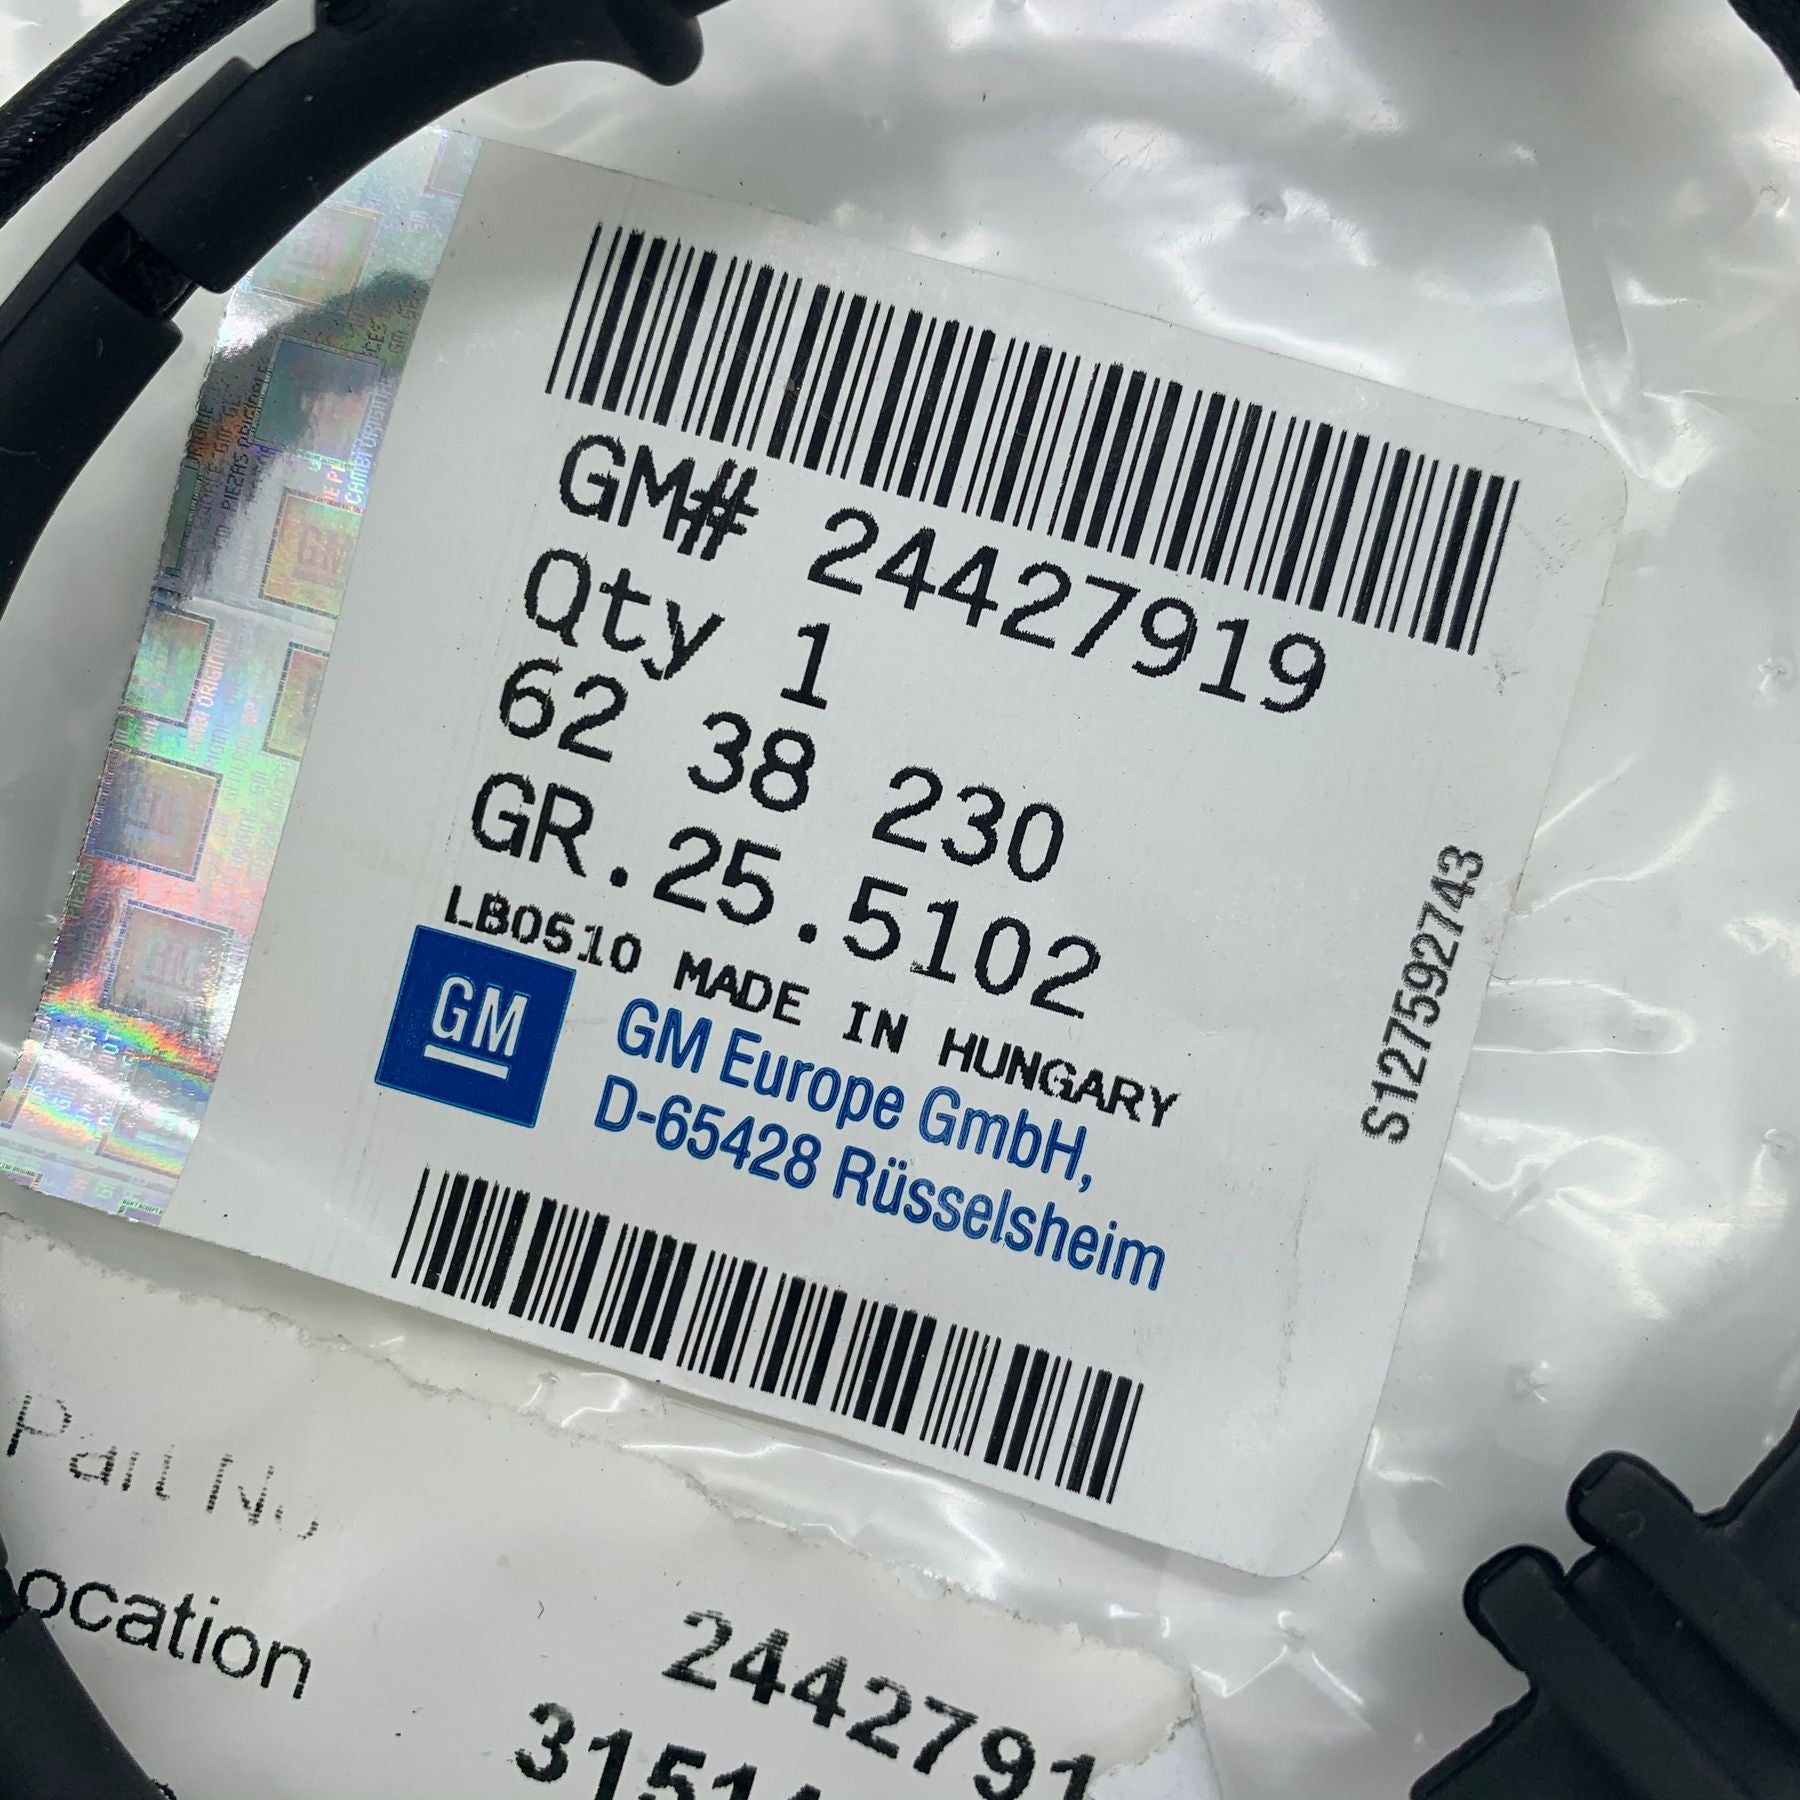 GM# 24427919
Qty 1
62 38 230
GR.25.5102
LB0510 MADE IN HUNGARY
GM
GM Europe GmbH,
D-65428 Rüsselsheim
S127592743
Part No
ocation
2442791
3151